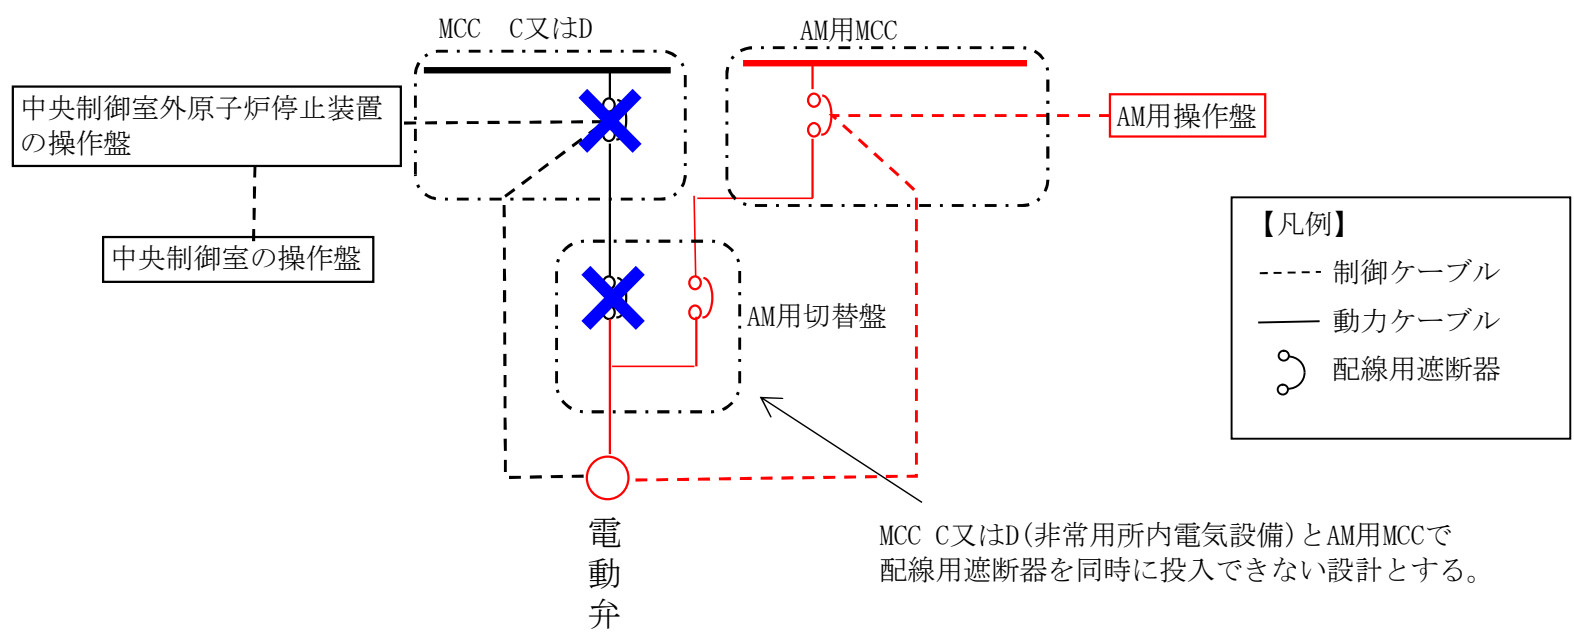 MCC　C又はD
AM用MCC
中央制御室外原子炉停止装置
の操作盤
AM用操作盤
中央制御室の操作盤
【凡例】
制御ケーブル
動力ケーブル
配線用遮断器
AM用切替盤
電動弁
MCC C又はD(非常用所内電気設備)とAM用MCCで
配線用遮断器を同時に投入できない設計とする。